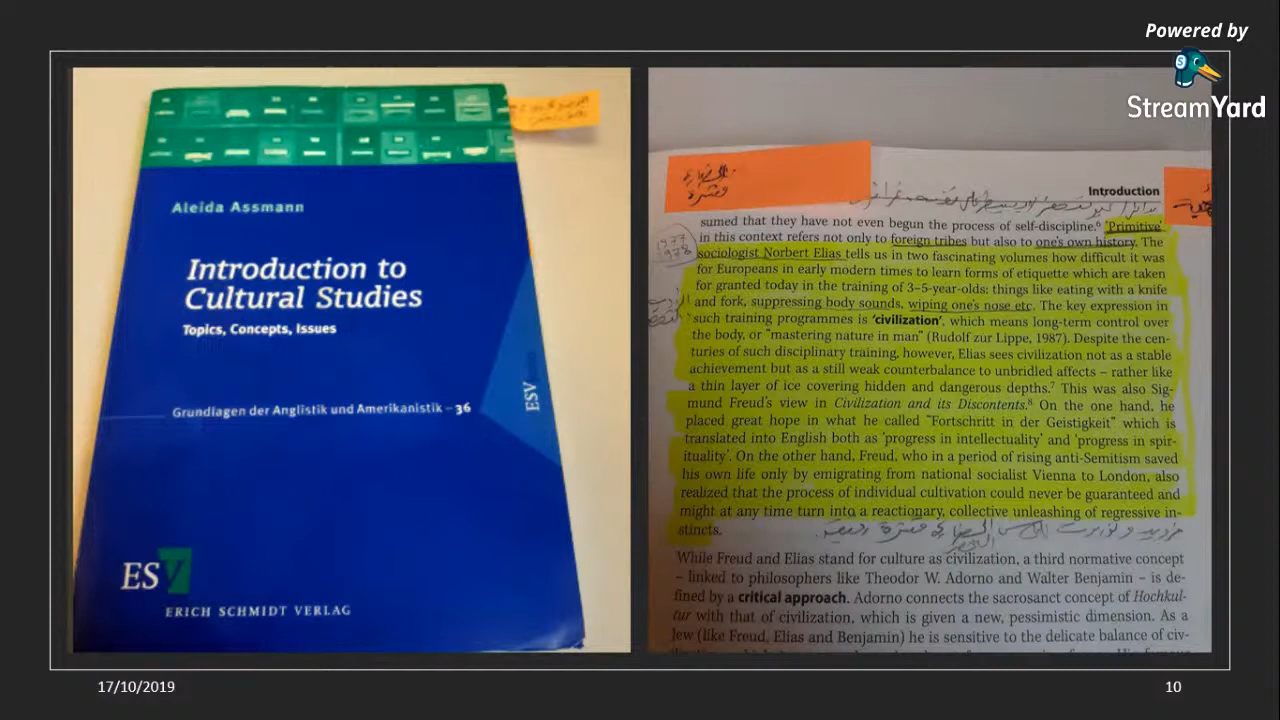 Powered by
StreamYard
Aleida Assmann
Introduction to
Cultural Studies
Topics, Concepts, Issues
ESV
Grundlagen der Anglistik und Amerikanistik – 36
ESV
ERICH SCHMIDT VERLAG
Introduction
sumed that they have not even begun the process of self-discipline.⁶ 'Primitive'
in this context refers not only to foreign tribes but also to one's own history. The
sociologist Norbert Elias tells us in two fascinating volumes how difficult it was
for Europeans in early modern times to learn forms of etiquette which are taken
for granted today in the training of 3–5-year-olds: things like eating with a knife
and fork, suppressing body sounds, wiping one's nose etc. The key expression in
such training programmes is 'civilization', which means long-term control over
the body, or "mastering nature in man" (Rudolf zur Lippe, 1987). Despite the cen-
turies of such disciplinary training, however, Elias sees civilization not as a stable
achievement but as a still weak counterbalance to unbridled affects – rather like
a thin layer of ice covering hidden and dangerous depths.⁷ This was also Sig-
mund Freud's view in Civilization and its Discontents.⁸ On the one hand, he
placed great hope in what he called "Fortschritt in der Geistigkeit" which is
translated into English both as 'progress in intellectuality' and 'progress in spir-
ituality'. On the other hand, Freud, who in a period of rising anti-Semitism saved
his own life only by emigrating from national socialist Vienna to London, also
realized that the process of individual cultivation could never be guaranteed and
might at any time turn into a reactionary, collective unleashing of regressive in-
stincts.
While Freud and Elias stand for culture as civilization, a third normative concept
– linked to philosophers like Theodor W. Adorno and Walter Benjamin – is de-
fined by a critical approach. Adorno connects the sacrosanct concept of Hochkul-
tur with that of civilization, which is given a new, pessimistic dimension. As a
Jew (like Freud, Elias and Benjamin) he is sensitive to the delicate balance of civ-
17/10/2019
10